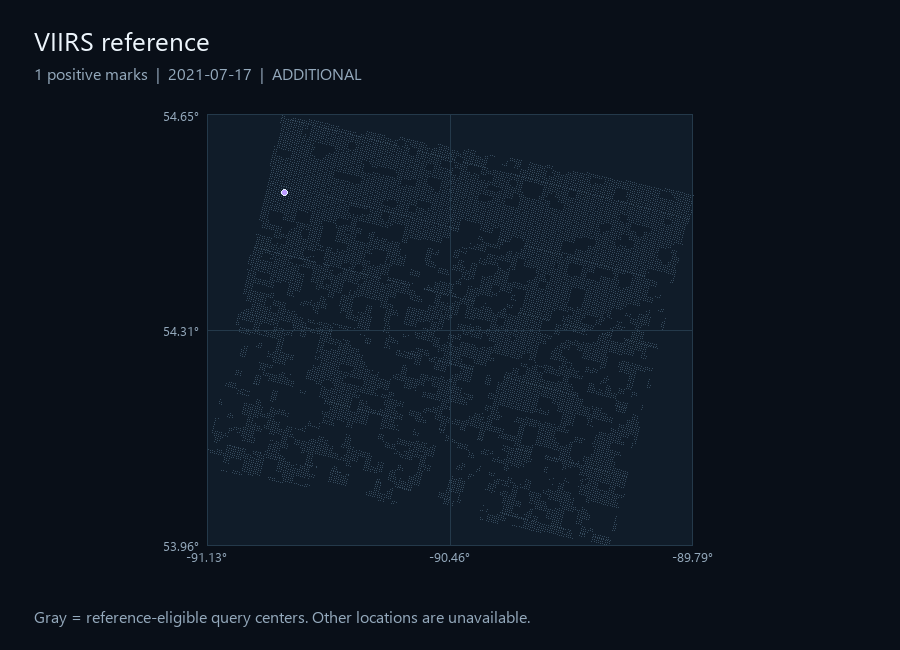 VIIRS reference
1 positive marks | 2021-07-17 | ADDITIONAL
54.65°
54.31°
53.96°
-91.13°
-90.46°
-89.79°
Gray = reference-eligible query centers. Other locations are unavailable.